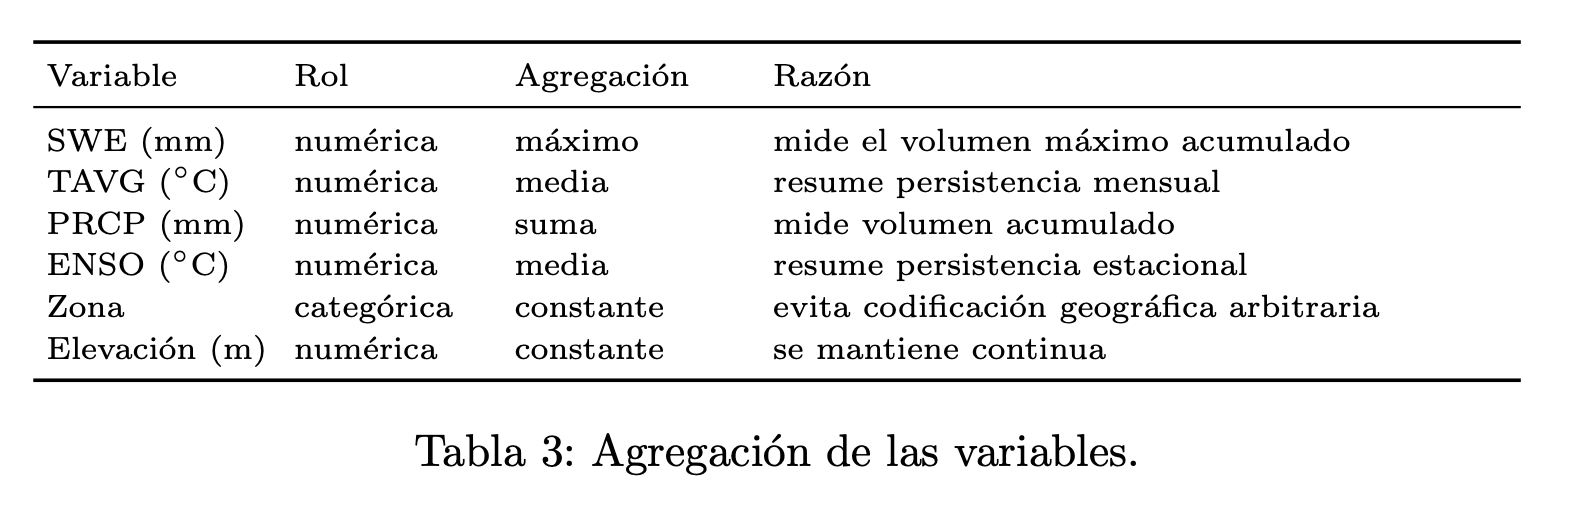 Variable Rol Agregación Razón
SWE (mm) numérica máximo mide el volumen máximo acumulado
TAVG (°C) numérica media resume persistencia mensual
PRCP (mm) numérica suma mide volumen acumulado
ENSO (°C) numérica media resume persistencia estacional
Zona categórica constante evita codificación geográfica arbitraria
Elevación (m) numérica constante se mantiene continua
Tabla 3: Agregación de las variables.